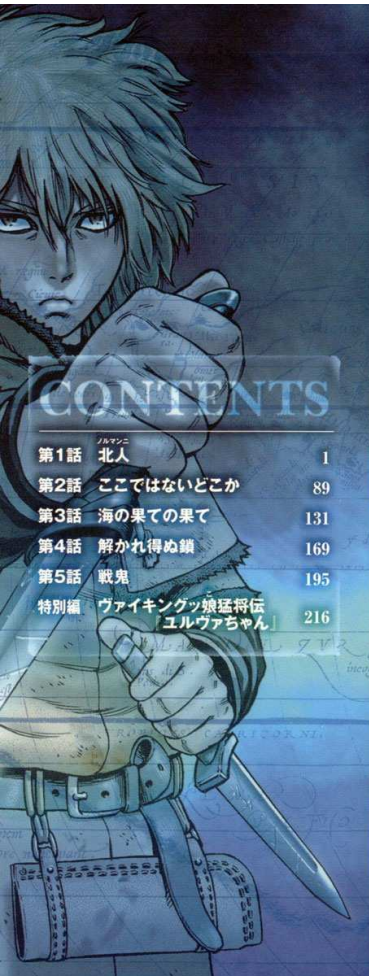 CONTENTS
ノルマンニ
第1話 北人 1
第2話 ここではないどこか 89
第3話 海の果ての果て 131
第4話 解かれ得ぬ鎖 169
第5話 戦鬼 195
特別編 ヴァイキングッ娘猛将伝
『ユルヴァちゃん』 216